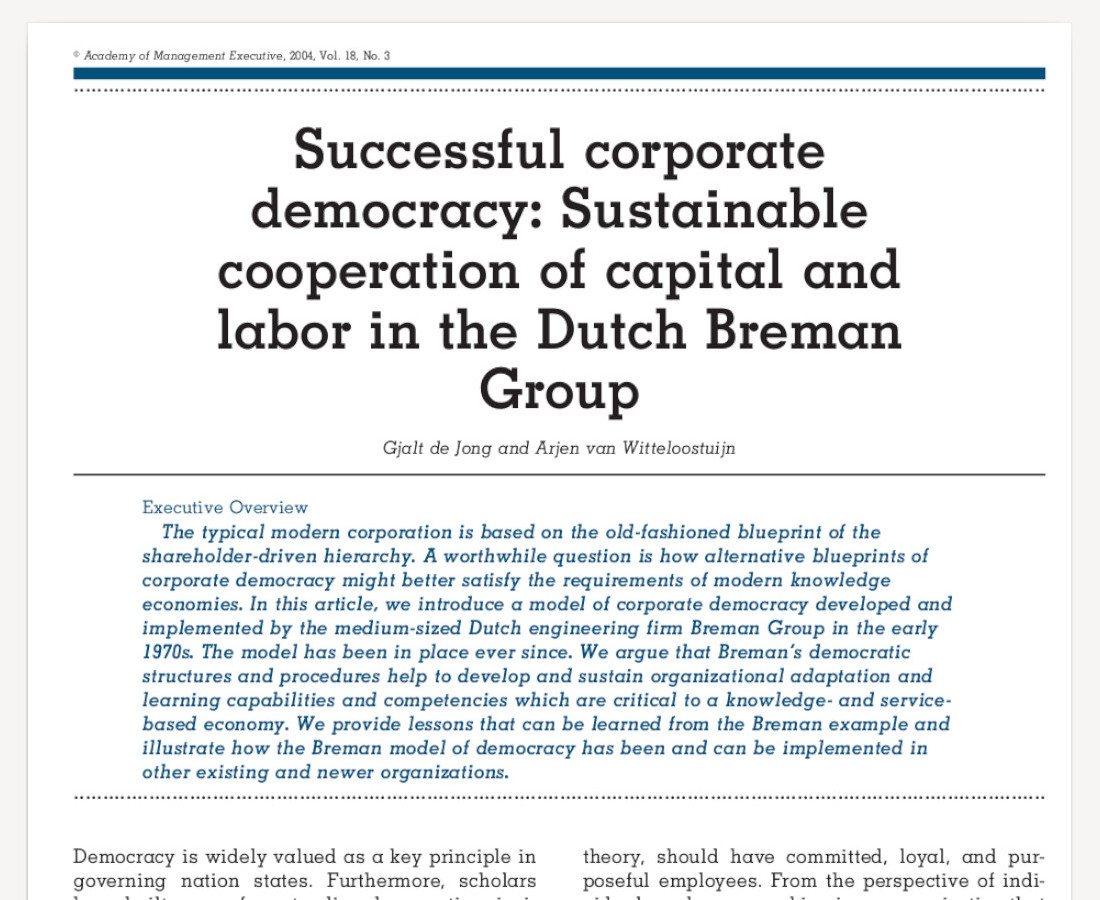 © Academy of Management Executive, 2004, Vol. 18, No. 3
Successful corporate
democracy: Sustainable
cooperation of capital and
labor in the Dutch Breman
Group
Gjalt de Jong and Arjen van Witteloostuijn
Executive Overview
The typical modern corporation is based on the old-fashioned blueprint of the
shareholder-driven hierarchy. A worthwhile question is how alternative blueprints of
corporate democracy might better satisfy the requirements of modern knowledge
economies. In this article, we introduce a model of corporate democracy developed and
implemented by the medium-sized Dutch engineering firm Breman Group in the early
1970s. The model has been in place ever since. We argue that Breman's democratic
structures and procedures help to develop and sustain organizational adaptation and
learning capabilities and competencies which are critical to a knowledge- and service-
based economy. We provide lessons that can be learned from the Breman example and
illustrate how the Breman model of democracy has been and can be implemented in
other existing and newer organizations.
Democracy is widely valued as a key principle in
governing nation states. Furthermore, scholars
theory, should have committed, loyal, and pur-
poseful employees. From the perspective of indi-